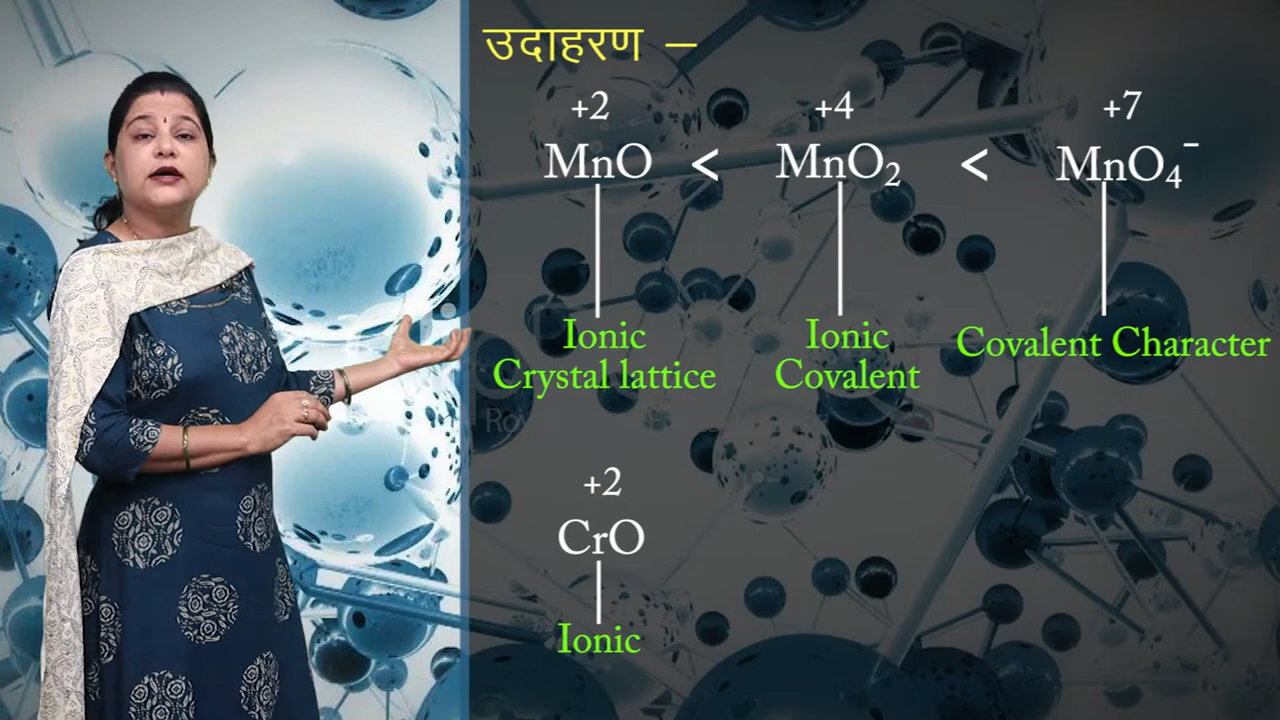 उदाहरण –
+2 +4 +7
MnO < MnO₂ < MnO₄⁻
Ionic Ionic Covalent Character
Crystal lattice Covalent
+2
CrO
Ionic